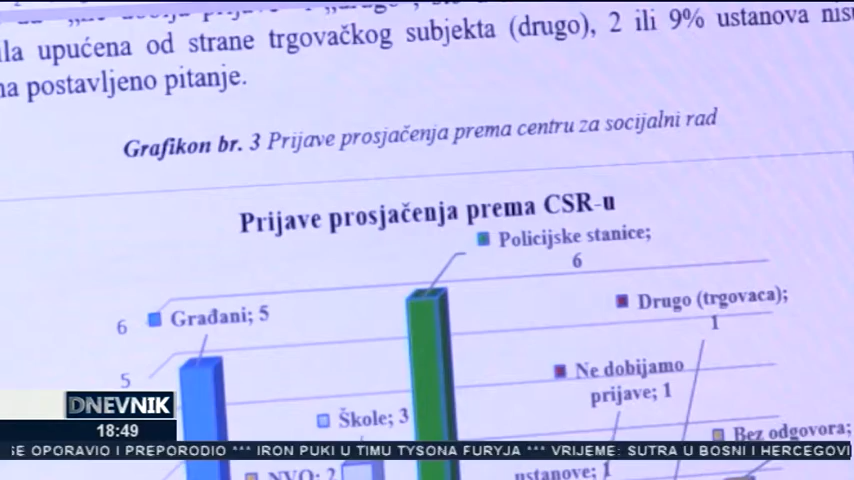 upućena od strane trgovačkog subjekta (drugo), 2 ili 9% ustanova
postavljeno pitanje.
Grafikon br. 3 Prijave prosjačenja prema centru za socijalni rad
Prijave prosjačenja prema CSR-u
Policijske stanice;
6
Drugo (trgovaca);
1
6
Građani; 5
Ne dobijamo
prijave; 1
5
Škole; 3
Bez odgovora;
NVO; 2
ustanove; 1
DNEVNIK
18:49
SE OPORAVIO I PREPORODIO *** IRON PUKI U TIMU TYSONA FURYJA *** VRIJEME: SUTRA U BOSNI I HERCEGOVI